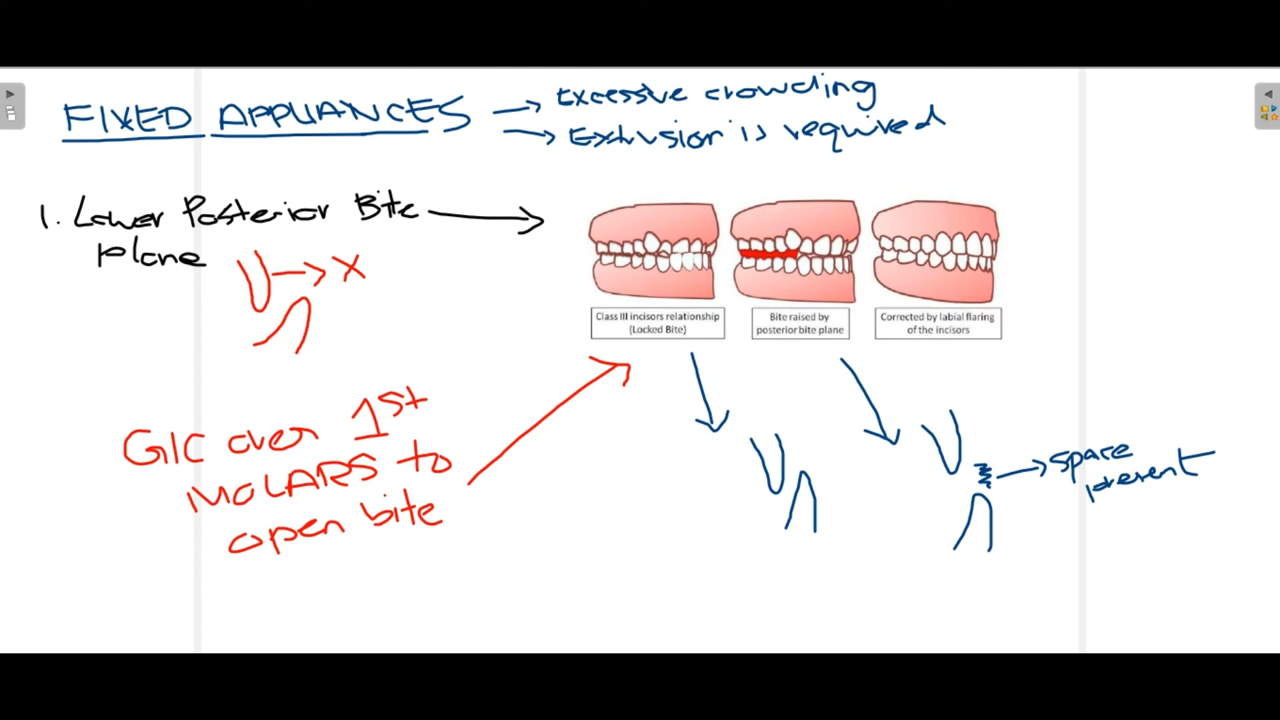 FIXED APPLIANCES → Excessive crowding
→ Extrusion is required
1. Lower Posterior Bite →
plane
→ X
Class III incisors relationship
(Locked Bite)
Bite raised by
posterior bite plane
Corrected by labial flaring
of the incisors
GIC over 1st
MOLARS to
open bite
→ space
present